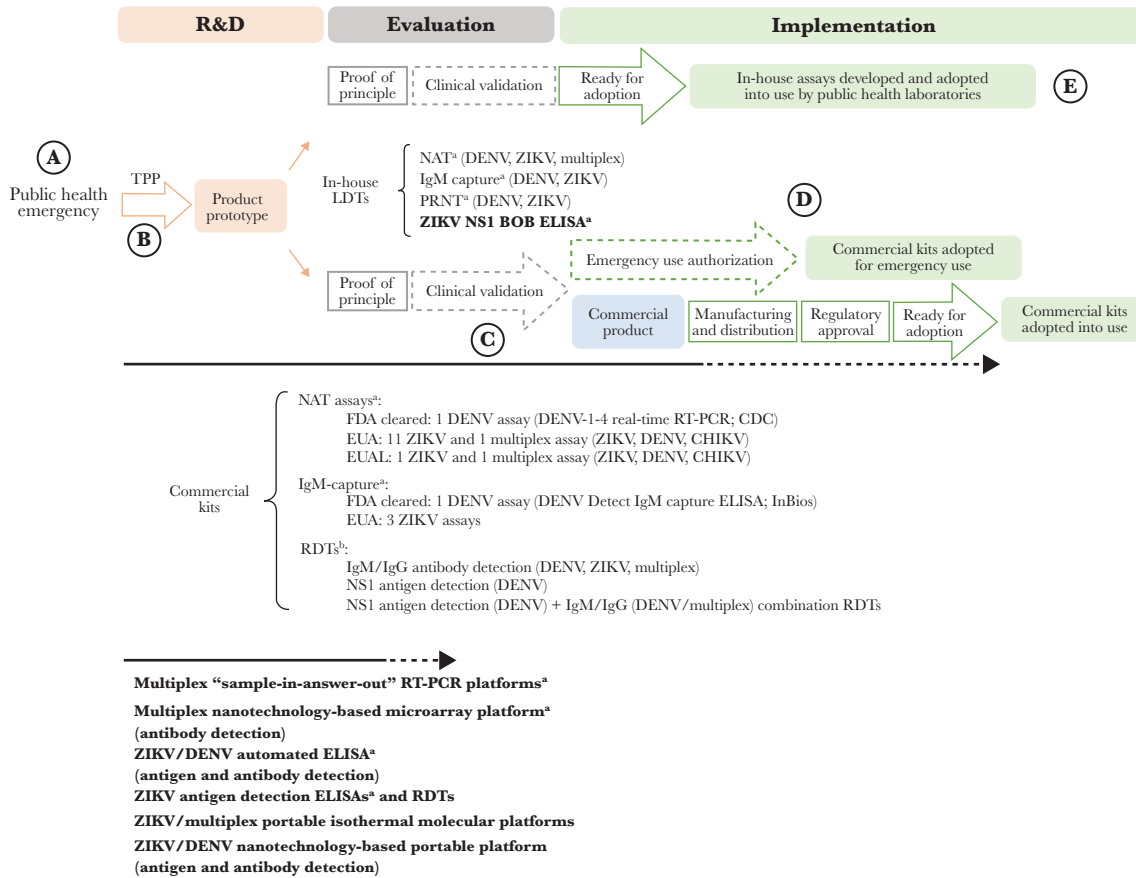 R&D
Evaluation
Implementation
Proof of
principle
Clinical validation
Ready for
adoption
In-house assays developed and adopted
into use by public health laboratories
E
A
Public health
emergency
TPP
B
Product
prototype
In-house
LDTs
NATᵃ (DENV, ZIKV, multiplex)
IgM captureᵃ (DENV, ZIKV)
PRNTᵃ (DENV, ZIKV)
ZIKV NS1 BOB ELISAᵃ
D
Emergency use authorization
Commercial kits adopted
for emergency use
Proof of
principle
Clinical validation
C
Commercial
product
Manufacturing
and distribution
Regulatory
approval
Ready for
adoption
Commercial kits
adopted into use
Commercial
kits
NAT assaysᵃ:
FDA cleared: 1 DENV assay (DENV-1-4 real-time RT-PCR; CDC)
EUA: 11 ZIKV and 1 multiplex assay (ZIKV, DENV, CHIKV)
EUAL: 1 ZIKV and 1 multiplex assay (ZIKV, DENV, CHIKV)
IgM-captureᵃ:
FDA cleared: 1 DENV assay (DENV Detect IgM capture ELISA; InBios)
EUA: 3 ZIKV assays
RDTsᵇ:
IgM/IgG antibody detection (DENV, ZIKV, multiplex)
NS1 antigen detection (DENV)
NS1 antigen detection (DENV) + IgM/IgG (DENV/multiplex) combination RDTs
Multiplex “sample-in-answer-out” RT-PCR platformsᵃ
Multiplex nanotechnology-based microarray platformᵃ
(antibody detection)
ZIKV/DENV automated ELISAᵃ
(antigen and antibody detection)
ZIKV antigen detection ELISAsᵃ and RDTs
ZIKV/multiplex portable isothermal molecular platforms
ZIKV/DENV nanotechnology-based portable platform
(antigen and antibody detection)